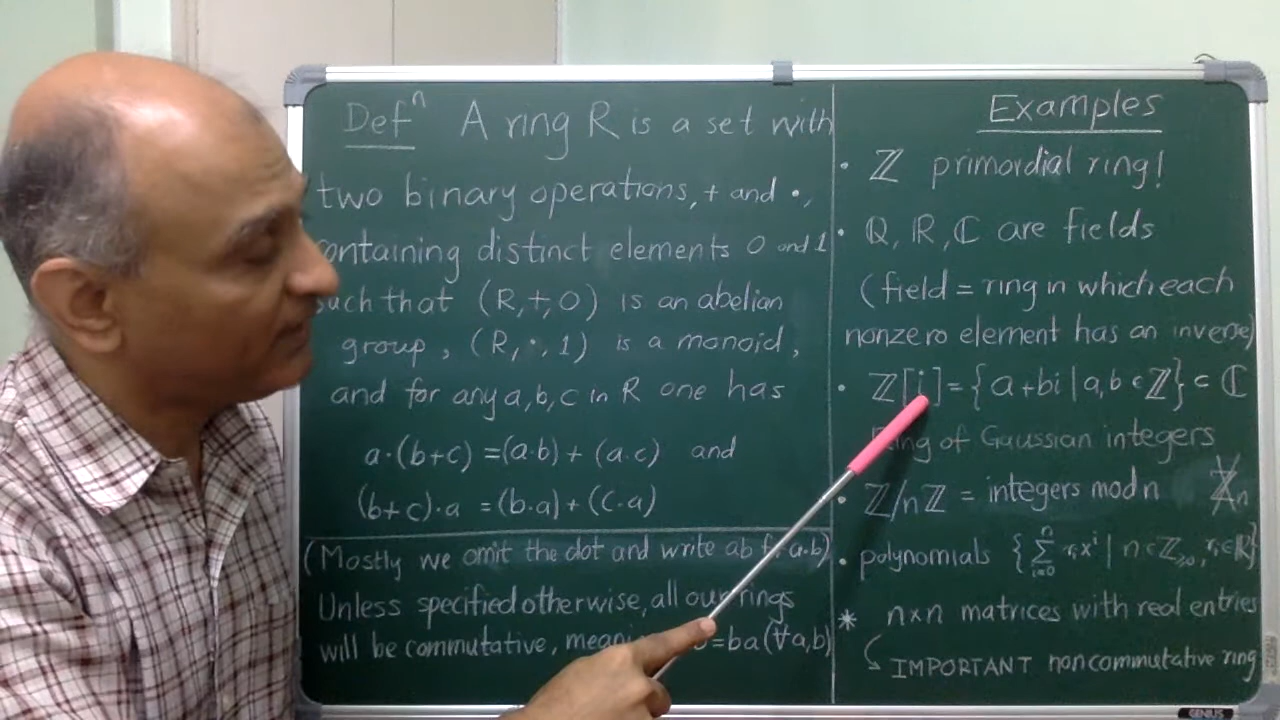 Defⁿ A ring R is a set with
two binary operations, + and ·,
containing distinct elements 0 and 1
such that (R,+,0) is an abelian
group, (R,·,1) is a monoid,
and for any a,b,c in R one has
a·(b+c) =(a·b)+(a·c) and
(b+c)·a =(b·a)+(c·a)
(Mostly we omit the dot and write ab for a·b)
Unless specified otherwise, all our rings
will be commutative, =ba(∀a,b)
Examples
· ℤ primordial ring!
· ℚ, ℝ, ℂ are fields
(field = ring in which each
nonzero element has an inverse)
· ℤ[i]={a+bi | a,b ∈ ℤ} ⊂ ℂ
Ring of Gaussian integers
· ℤ/nℤ = integers mod n ℤₙ
· polynomials {∑ᵢ₌₀ⁿ rᵢxⁱ | n∈ℤ≥₀, rᵢ∈ℝ}
* n×n matrices with real entries
IMPORTANT noncommutative ring
GENIUS